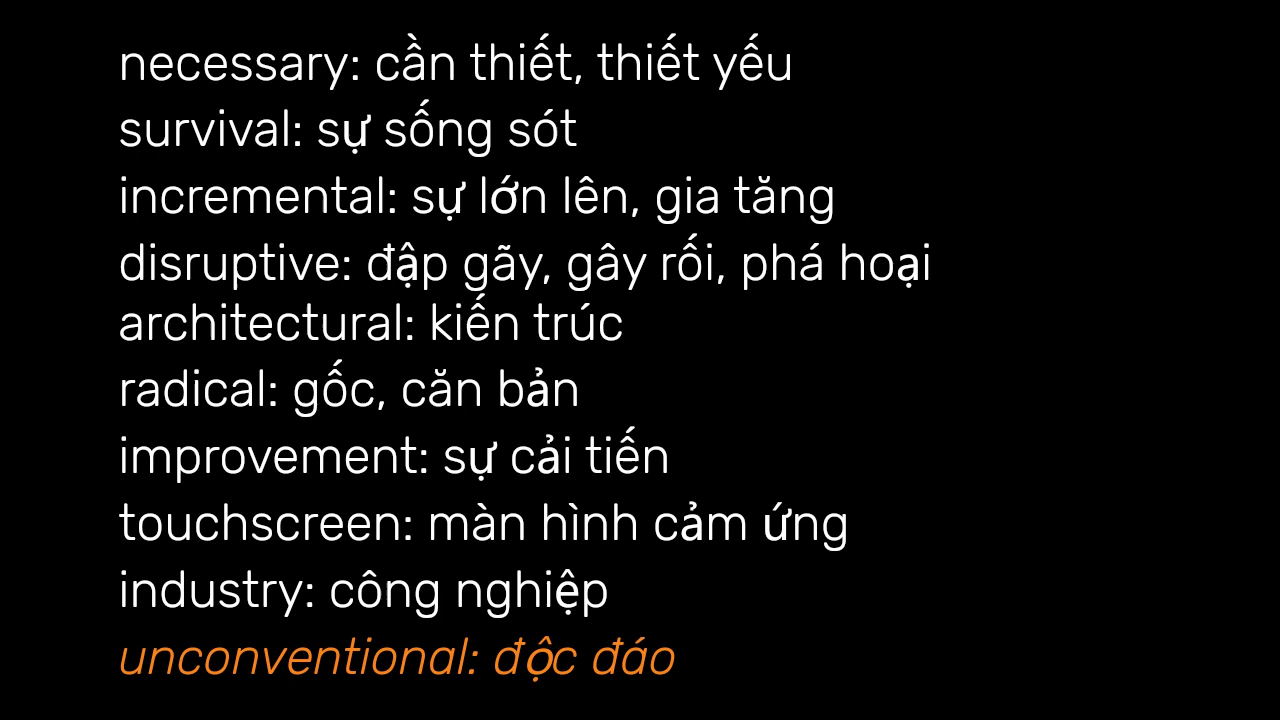 necessary: cần thiết, thiết yếu
survival: sự sống sót
incremental: sự lớn lên, gia tăng
disruptive: đập gãy, gây rối, phá hoại
architectural: kiến trúc
radical: gốc, căn bản
improvement: sự cải tiến
touchscreen: màn hình cảm ứng
industry: công nghiệp
unconventional: độc đáo